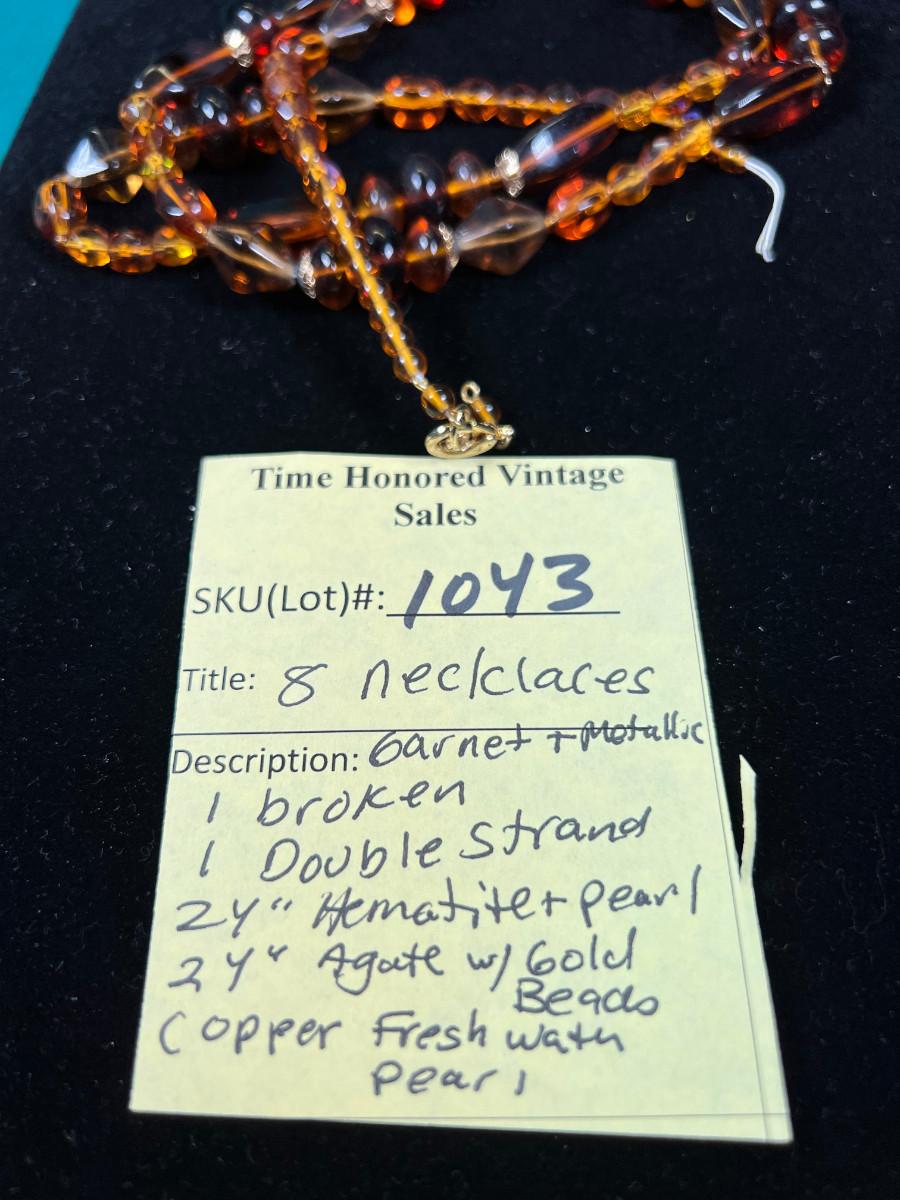 Time Honored Vintage
Sales
SKU(Lot)#: 1043
Title: 8 necklaces
Description: Garnet + Metallic
1 broken
1 Double Strand
24" Hematite + pearl
24" Agate w/ Gold
Beads
Copper Fresh watn
pearl